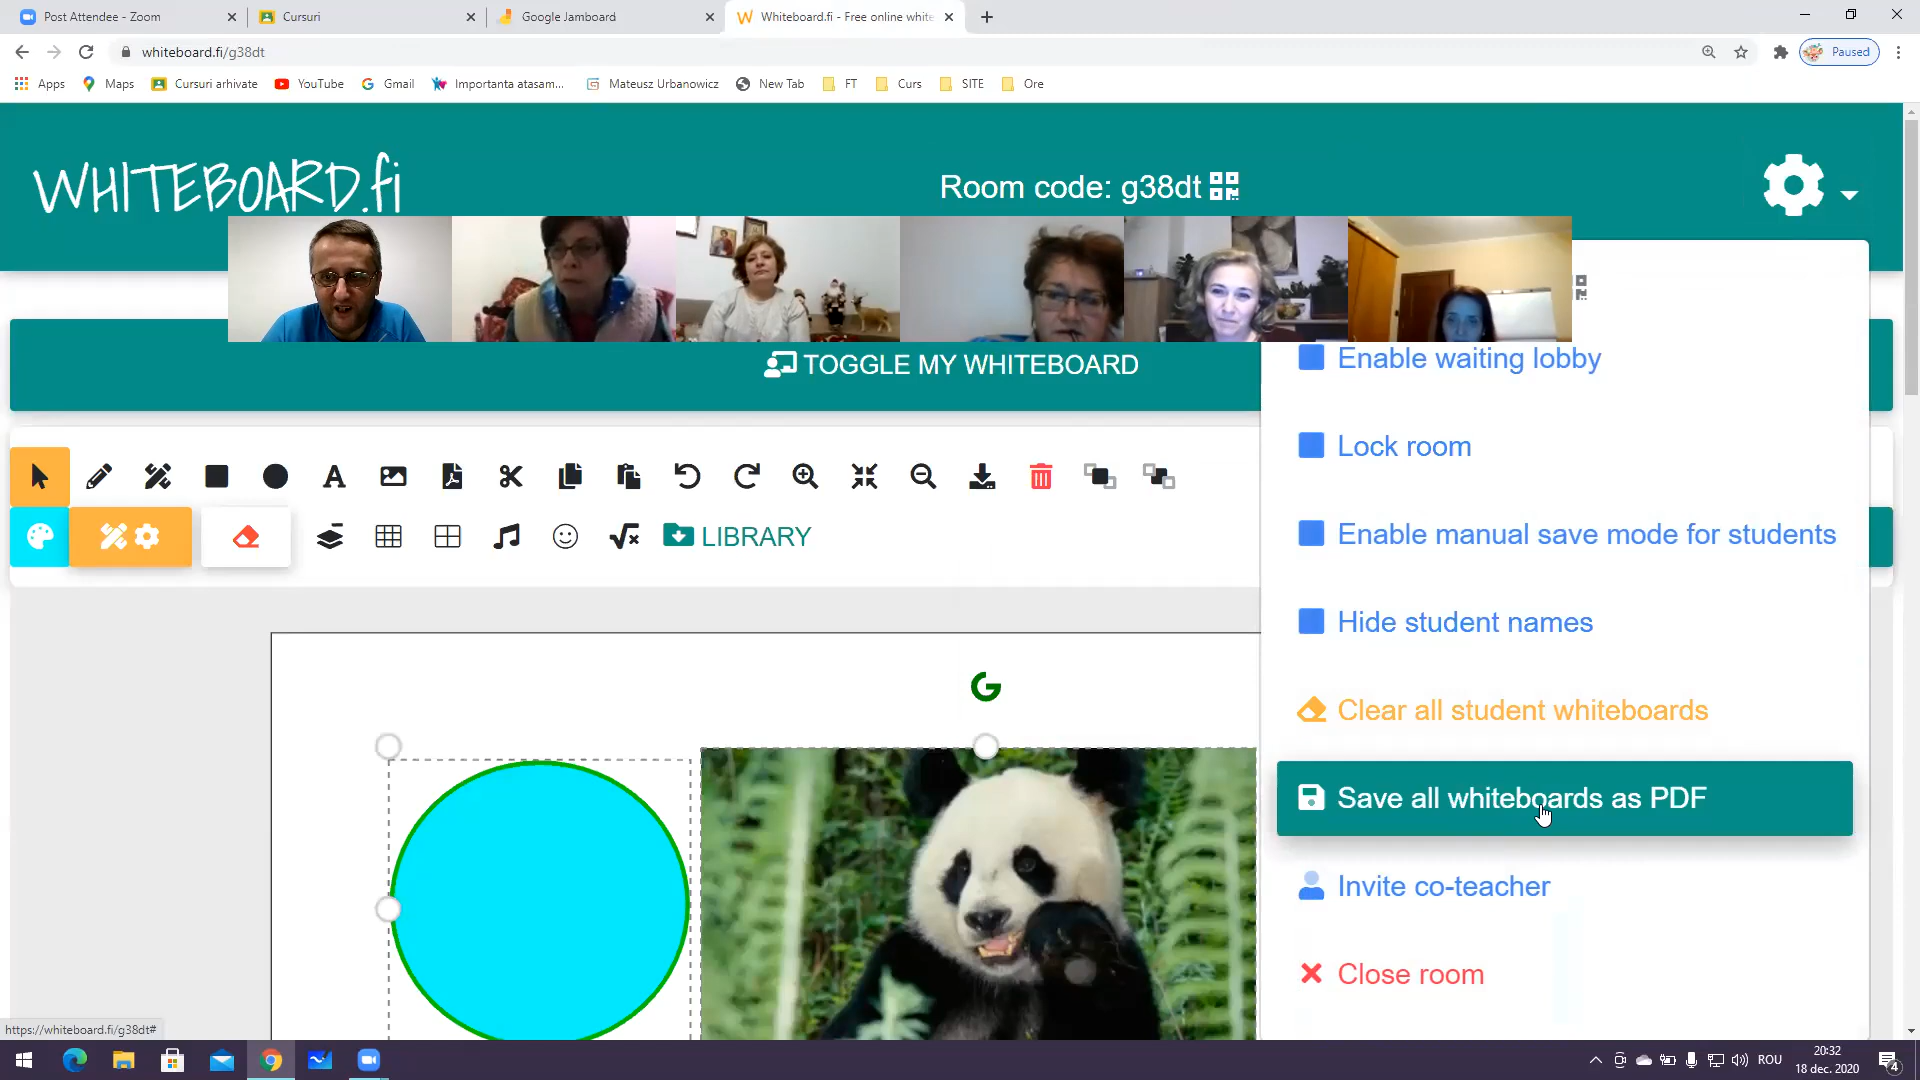 Post Attendee - Zoom
Cursuri
Google Jamboard
Whiteboard.fi - Free online white
whiteboard.fi/g38dt
Paused
Apps
Maps
Cursuri arhivate
YouTube
Gmail
Importanta atasam...
Mateusz Urbanowicz
New Tab
FT
Curs
SITE
Ore
WHITEBOARD.fi
Room code: g38dt
TOGGLE MY WHITEBOARD
Enable waiting lobby
Lock room
Enable manual save mode for students
LIBRARY
Hide student names
Clear all student whiteboards
Save all whiteboards as PDF
Invite co-teacher
Close room
https://whiteboard.fi/g38dt#
ROU
20:32
18 dec. 2020
4